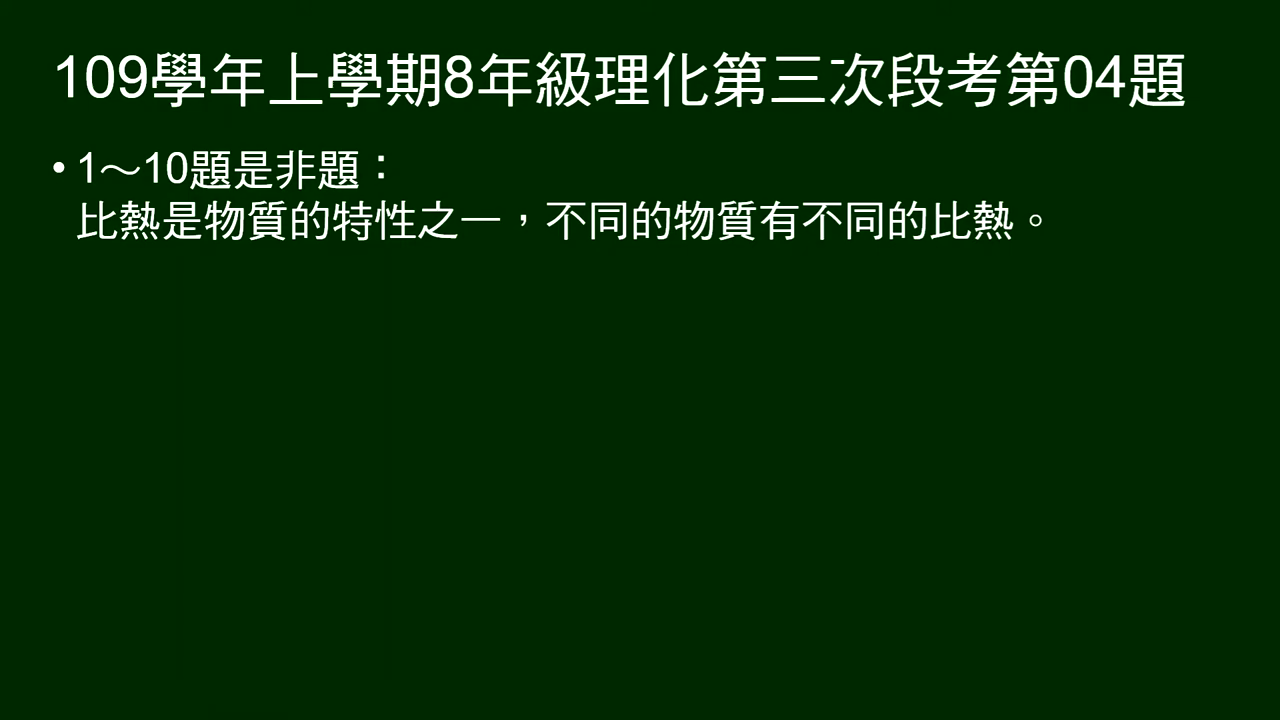 109學年上學期8年級理化第三次段考第04題
• 1～10題是非題：
比熱是物質的特性之一，不同的物質有不同的比熱。